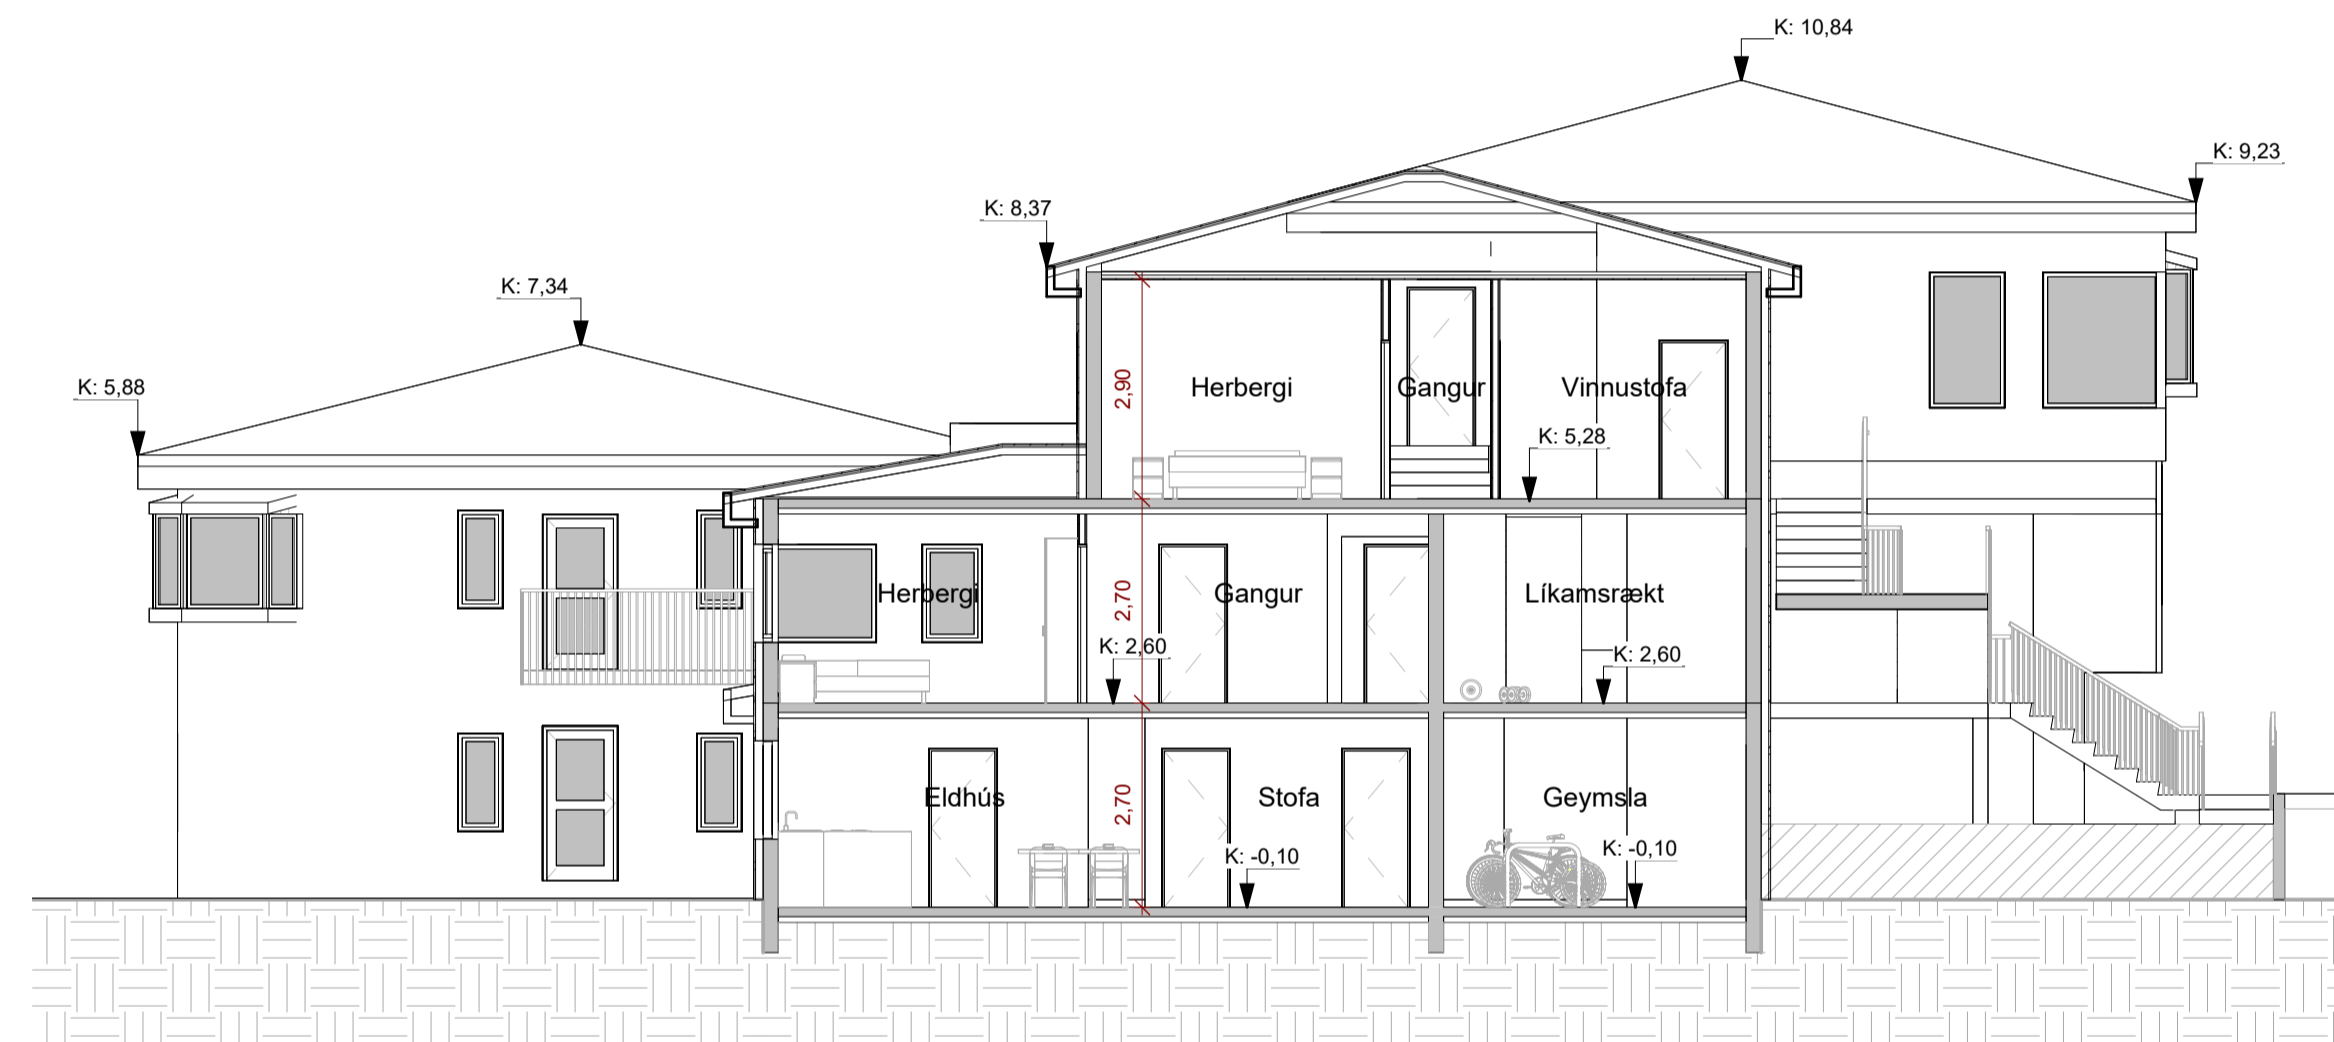 K: 10,84
K: 9,23
K: 8,37
K: 7,34
K: 5,88
2,90
Herbergi
Gangur
Vinnustofa
K: 5,28
Herbergi
2,70
Gangur
Líkamsrækt
K: 2,60
K: 2,60
Eldhús
2,70
Stofa
Geymsla
K: -0,10
K: -0,10